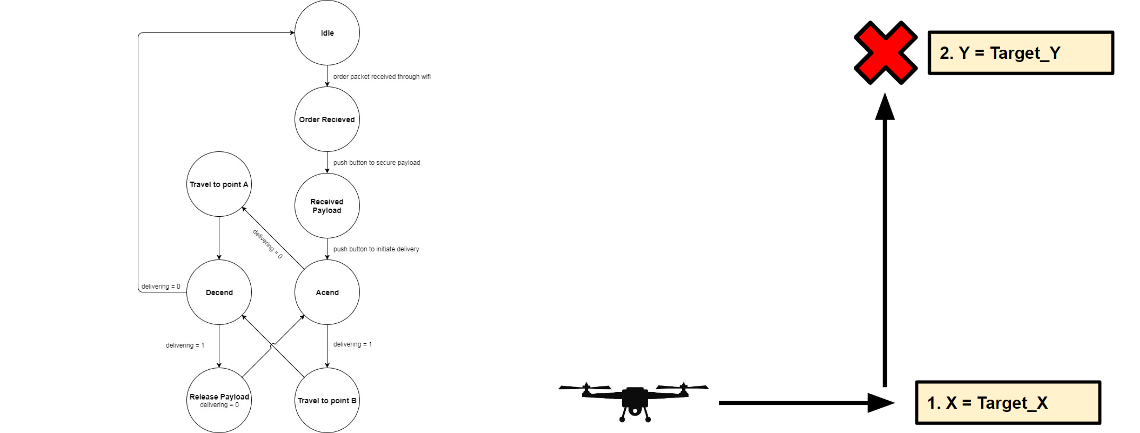 Idle
order packet received through wifi
Order Recieved
push button to secure payload
Travel to point A
Received
Payload
delivering = 0
push button to initiate delivery
delivering = 0
Decend
Acend
delivering = 1
delivering = 1
Release Payload
delivering = 0
Travel to point B
2. Y = Target_Y
1. X = Target_X